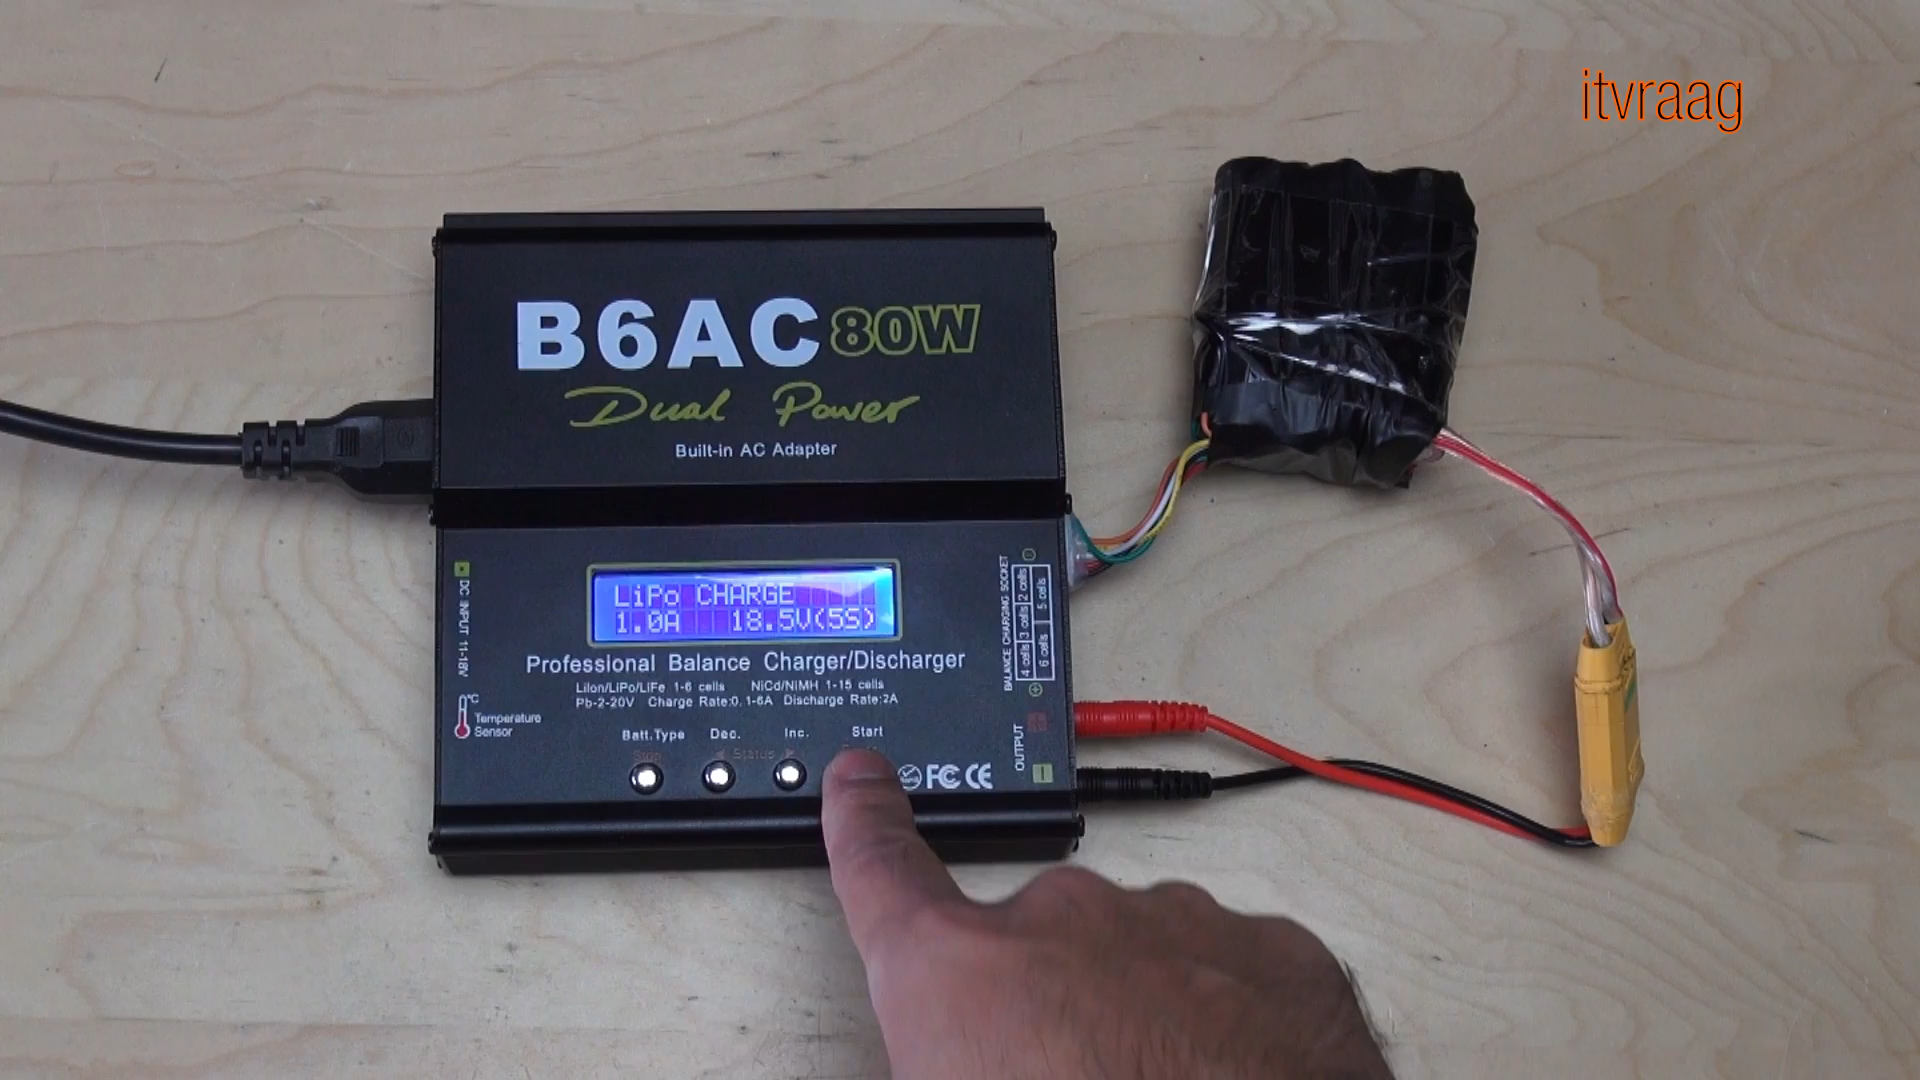 itvraag
B6AC 80W
Dual Power
Built-in AC Adapter
DC INPUT 11-18V
LiPo CHARGE
1.0A 18.5V(5S)
BALANCE CHARGING SOCKET
2 cells
3 cells
4 cells
5 cells
6 cells
Professional Balance Charger/Discharger
LiIon/LiPo/LiFe 1-6 cells NiCd/NiMH 1-15 cells
Pb-2-20V Charge Rate:0.1-6A Discharge Rate:2A
°C
Temperature
Sensor
Batt.Type Dec. Inc. Start
Stop Status
OUTPUT
FC CE